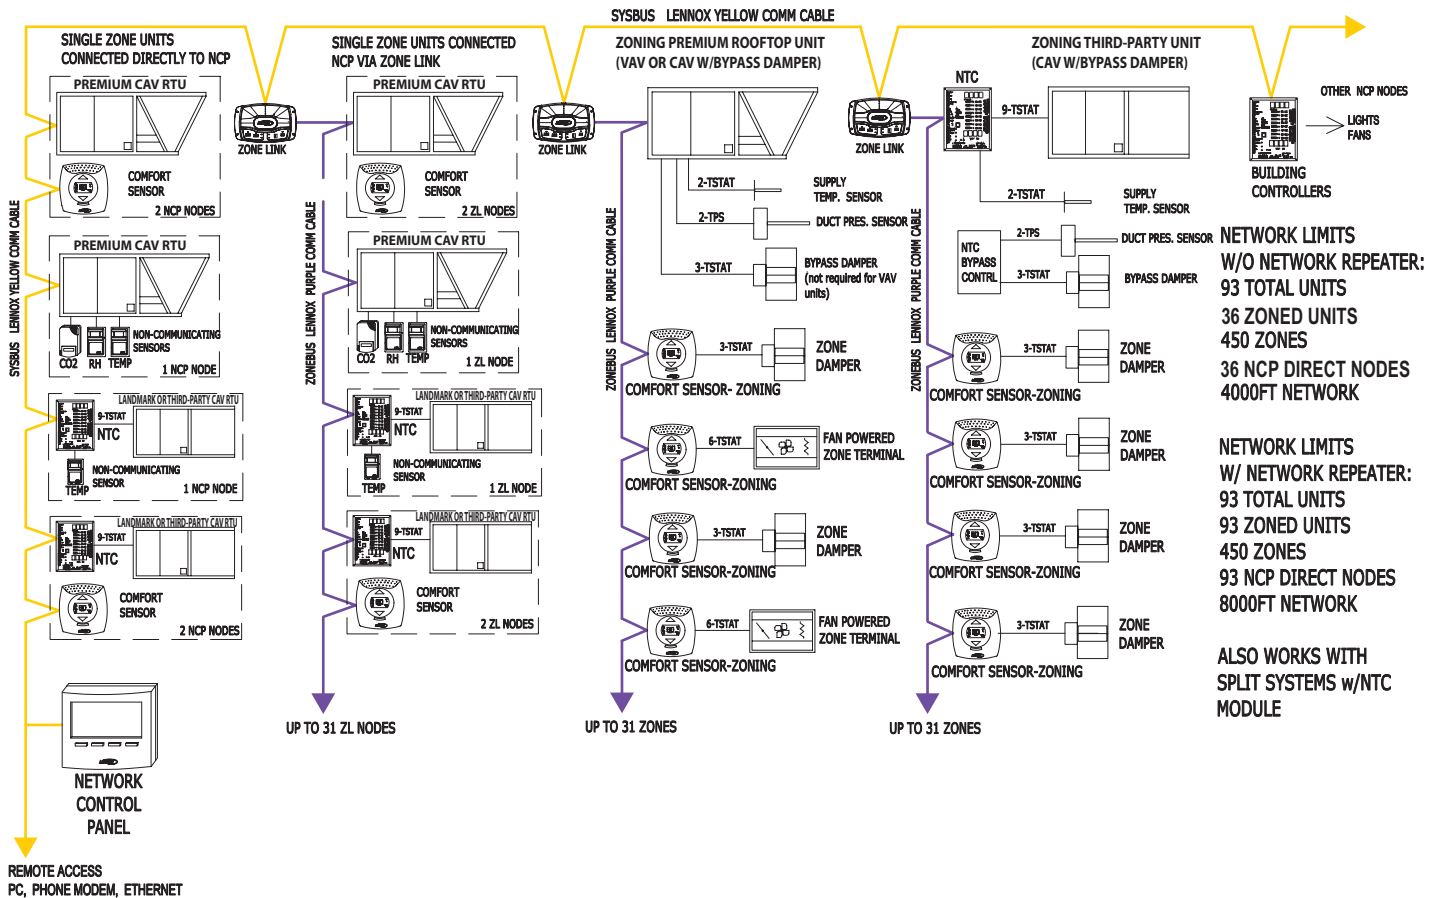 SYSBUS LENNOX YELLOW COMM CABLE
SINGLE ZONE UNITS
CONNECTED DIRECTLY TO NCP
PREMIUM CAV RTU
COMFORT
SENSOR
2 NCP NODES
PREMIUM CAV RTU
NON-COMMUNICATING
SENSORS
CO2 RH TEMP
1 NCP NODE
LANDMARK OR THIRD-PARTY CAV RTU
9-TSTAT
NTC
NON-COMMUNICATING
SENSOR
TEMP
1 NCP NODE
LANDMARK OR THIRD-PARTY CAV RTU
9-TSTAT
NTC
COMFORT
SENSOR
2 NCP NODES
SYSBUS LENNOX YELLOW COMM CABLE
NETWORK
CONTROL
PANEL
REMOTE ACCESS
PC, PHONE MODEM, ETHERNET
ZONE LINK
SINGLE ZONE UNITS CONNECTED
NCP VIA ZONE LINK
PREMIUM CAV RTU
COMFORT
SENSOR
2 ZL NODES
PREMIUM CAV RTU
NON-COMMUNICATING
SENSORS
CO2 RH TEMP
1 ZL NODE
LANDMARK OR THIRD-PARTY CAV RTU
9-TSTAT
NTC
NON-COMMUNICATING
SENSOR
TEMP
1 ZL NODE
LANDMARK OR THIRD-PARTY CAV RTU
9-TSTAT
NTC
COMFORT
SENSOR
2 ZL NODES
ZONEBUS LENNOX PURPLE COMM CABLE
UP TO 31 ZL NODES
ZONE LINK
ZONING PREMIUM ROOFTOP UNIT
(VAV OR CAV W/BYPASS DAMPER)
2-TSTAT
SUPPLY
TEMP. SENSOR
2-TPS
DUCT PRES. SENSOR
3-TSTAT
BYPASS DAMPER
(not required for VAV
units)
3-TSTAT
ZONE
DAMPER
COMFORT SENSOR- ZONING
6-TSTAT
FAN POWERED
ZONE TERMINAL
COMFORT SENSOR-ZONING
3-TSTAT
ZONE
DAMPER
COMFORT SENSOR-ZONING
6-TSTAT
FAN POWERED
ZONE TERMINAL
COMFORT SENSOR-ZONING
ZONEBUS LENNOX PURPLE COMM CABLE
UP TO 31 ZONES
ZONE LINK
ZONING THIRD-PARTY UNIT
(CAV W/BYPASS DAMPER)
NTC
9-TSTAT
2-TSTAT
SUPPLY
TEMP. SENSOR
NTC
BYPASS
CONTRL
2-TPS
DUCT PRES. SENSOR
3-TSTAT
BYPASS DAMPER
3-TSTAT
ZONE
DAMPER
COMFORT SENSOR-ZONING
3-TSTAT
ZONE
DAMPER
COMFORT SENSOR-ZONING
3-TSTAT
ZONE
DAMPER
COMFORT SENSOR-ZONING
3-TSTAT
ZONE
DAMPER
COMFORT SENSOR-ZONING
ZONEBUS LENNOX PURPLE COMM CABLE
UP TO 31 ZONES
OTHER NCP NODES
LIGHTS
FANS
BUILDING
CONTROLLERS
NETWORK LIMITS
W/O NETWORK REPEATER:
93 TOTAL UNITS
36 ZONED UNITS
450 ZONES
36 NCP DIRECT NODES
4000FT NETWORK
NETWORK LIMITS
W/ NETWORK REPEATER:
93 TOTAL UNITS
93 ZONED UNITS
450 ZONES
93 NCP DIRECT NODES
8000FT NETWORK
ALSO WORKS WITH
SPLIT SYSTEMS w/NTC
MODULE